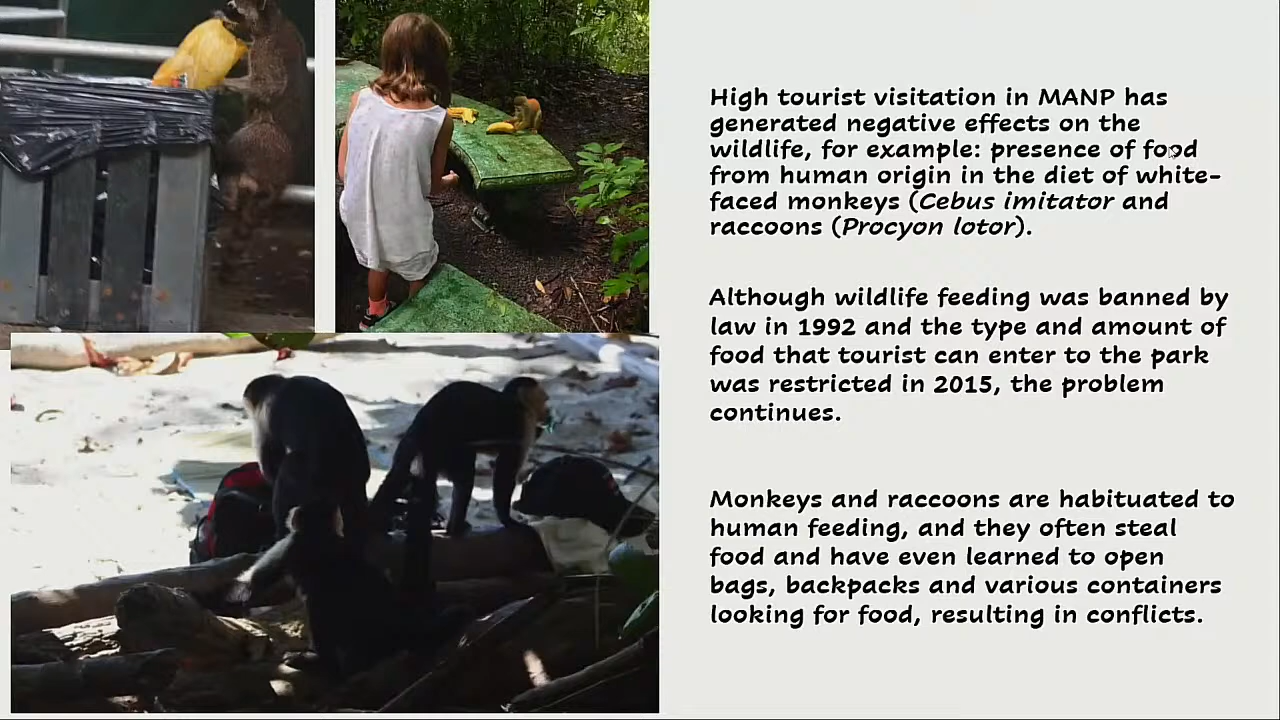 High tourist visitation in MANP has
generated negative effects on the
wildlife, for example: presence of food
from human origin in the diet of white-
faced monkeys (Cebus imitator and
raccoons (Procyon lotor).
Although wildlife feeding was banned by
law in 1992 and the type and amount of
food that tourist can enter to the park
was restricted in 2015, the problem
continues.
Monkeys and raccoons are habituated to
human feeding, and they often steal
food and have even learned to open
bags, backpacks and various containers
looking for food, resulting in conflicts.